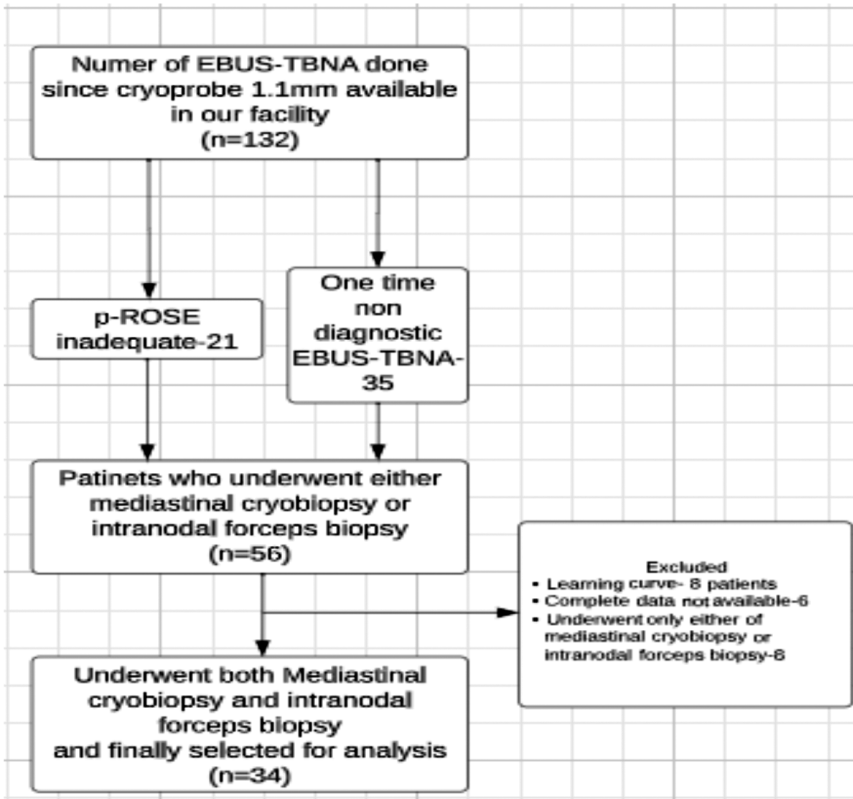 Numer of EBUS-TBNA done
since cryoprobe 1.1mm available
in our facility
(n=132)
p-ROSE
inadequate-21
One time
non
diagnostic
EBUS-TBNA-
35
Patinets who underwent either
mediastinal cryobiopsy or
intranodal forceps biopsy
(n=56)
Excluded
▪ Learning curve- 8 patients
▪ Complete data not available-6
▪ Underwent only either of
mediastinal cryobiopsy or
intranodal forceps biopsy-8
Underwent both Mediastinal
cryobiopsy and intranodal
forceps biopsy
and finally selected for analysis
(n=34)